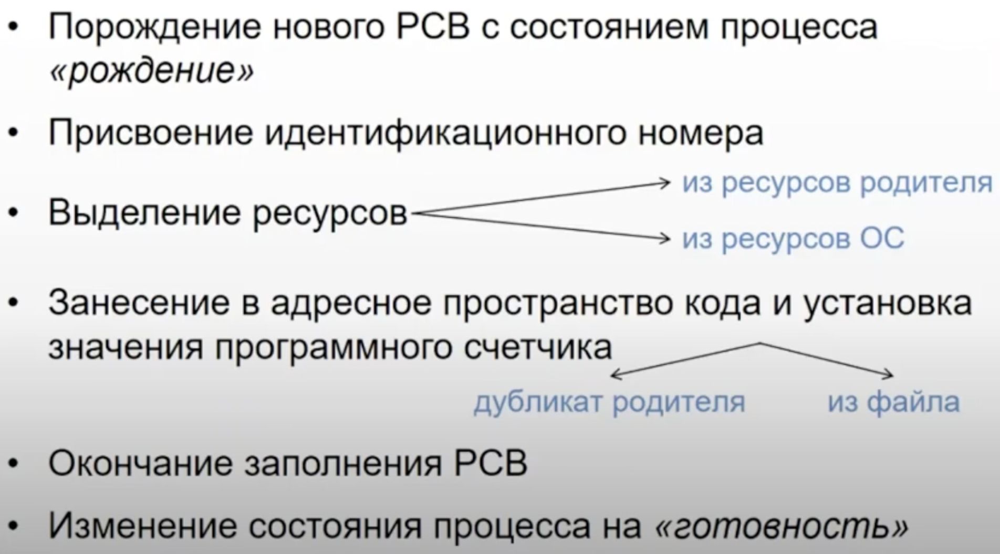 • Порождение нового PCB с состоянием процесса
«рождение»
• Присвоение идентификационного номера
из ресурсов родителя
• Выделение ресурсов
из ресурсов ОС
• Занесение в адресное пространство кода и установка
значения программного счетчика
дубликат родителя из файла
• Окончание заполнения PCB
• Изменение состояния процесса на «готовность»